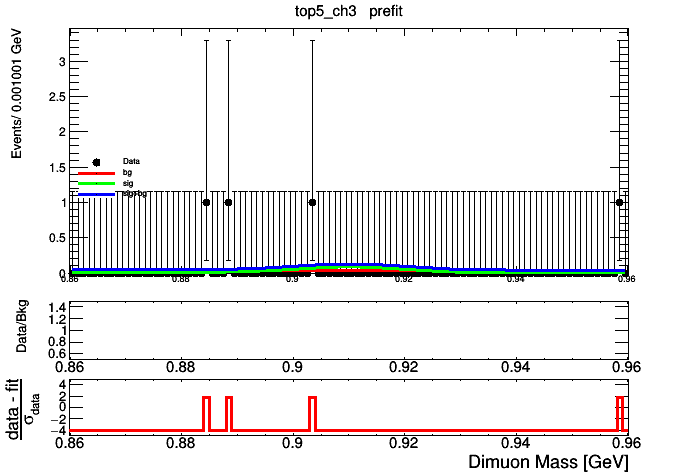 top5_ch3 prefit
Events/ 0.001001 GeV
3
2.5
2
1.5
1
0.5
0
Data
bg
sig
sig+bg
0.86 0.88 0.9 0.92 0.94 0.96
Data/Bkg
1.4
1.2
1
0.8
0.6
0.86 0.88 0.9 0.92 0.94 0.96
data - fit
σdata
4
2
0
−2
−4
0.86 0.88 0.9 0.92 0.94 0.96
Dimuon Mass [GeV]